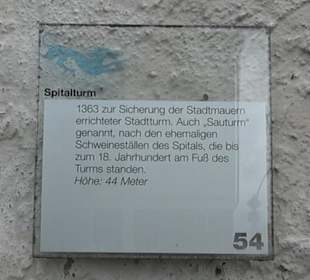 Spitalturm
1363 zur Sicherung der Stadtmauern
errichteter Stadtturm. Auch „Sauturm"
genannt, nach den ehemaligen
Schweineställen des Spitals, die bis
zum 18. Jahrhundert am Fuß des
Turms standen.
Höhe: 44 Meter
54